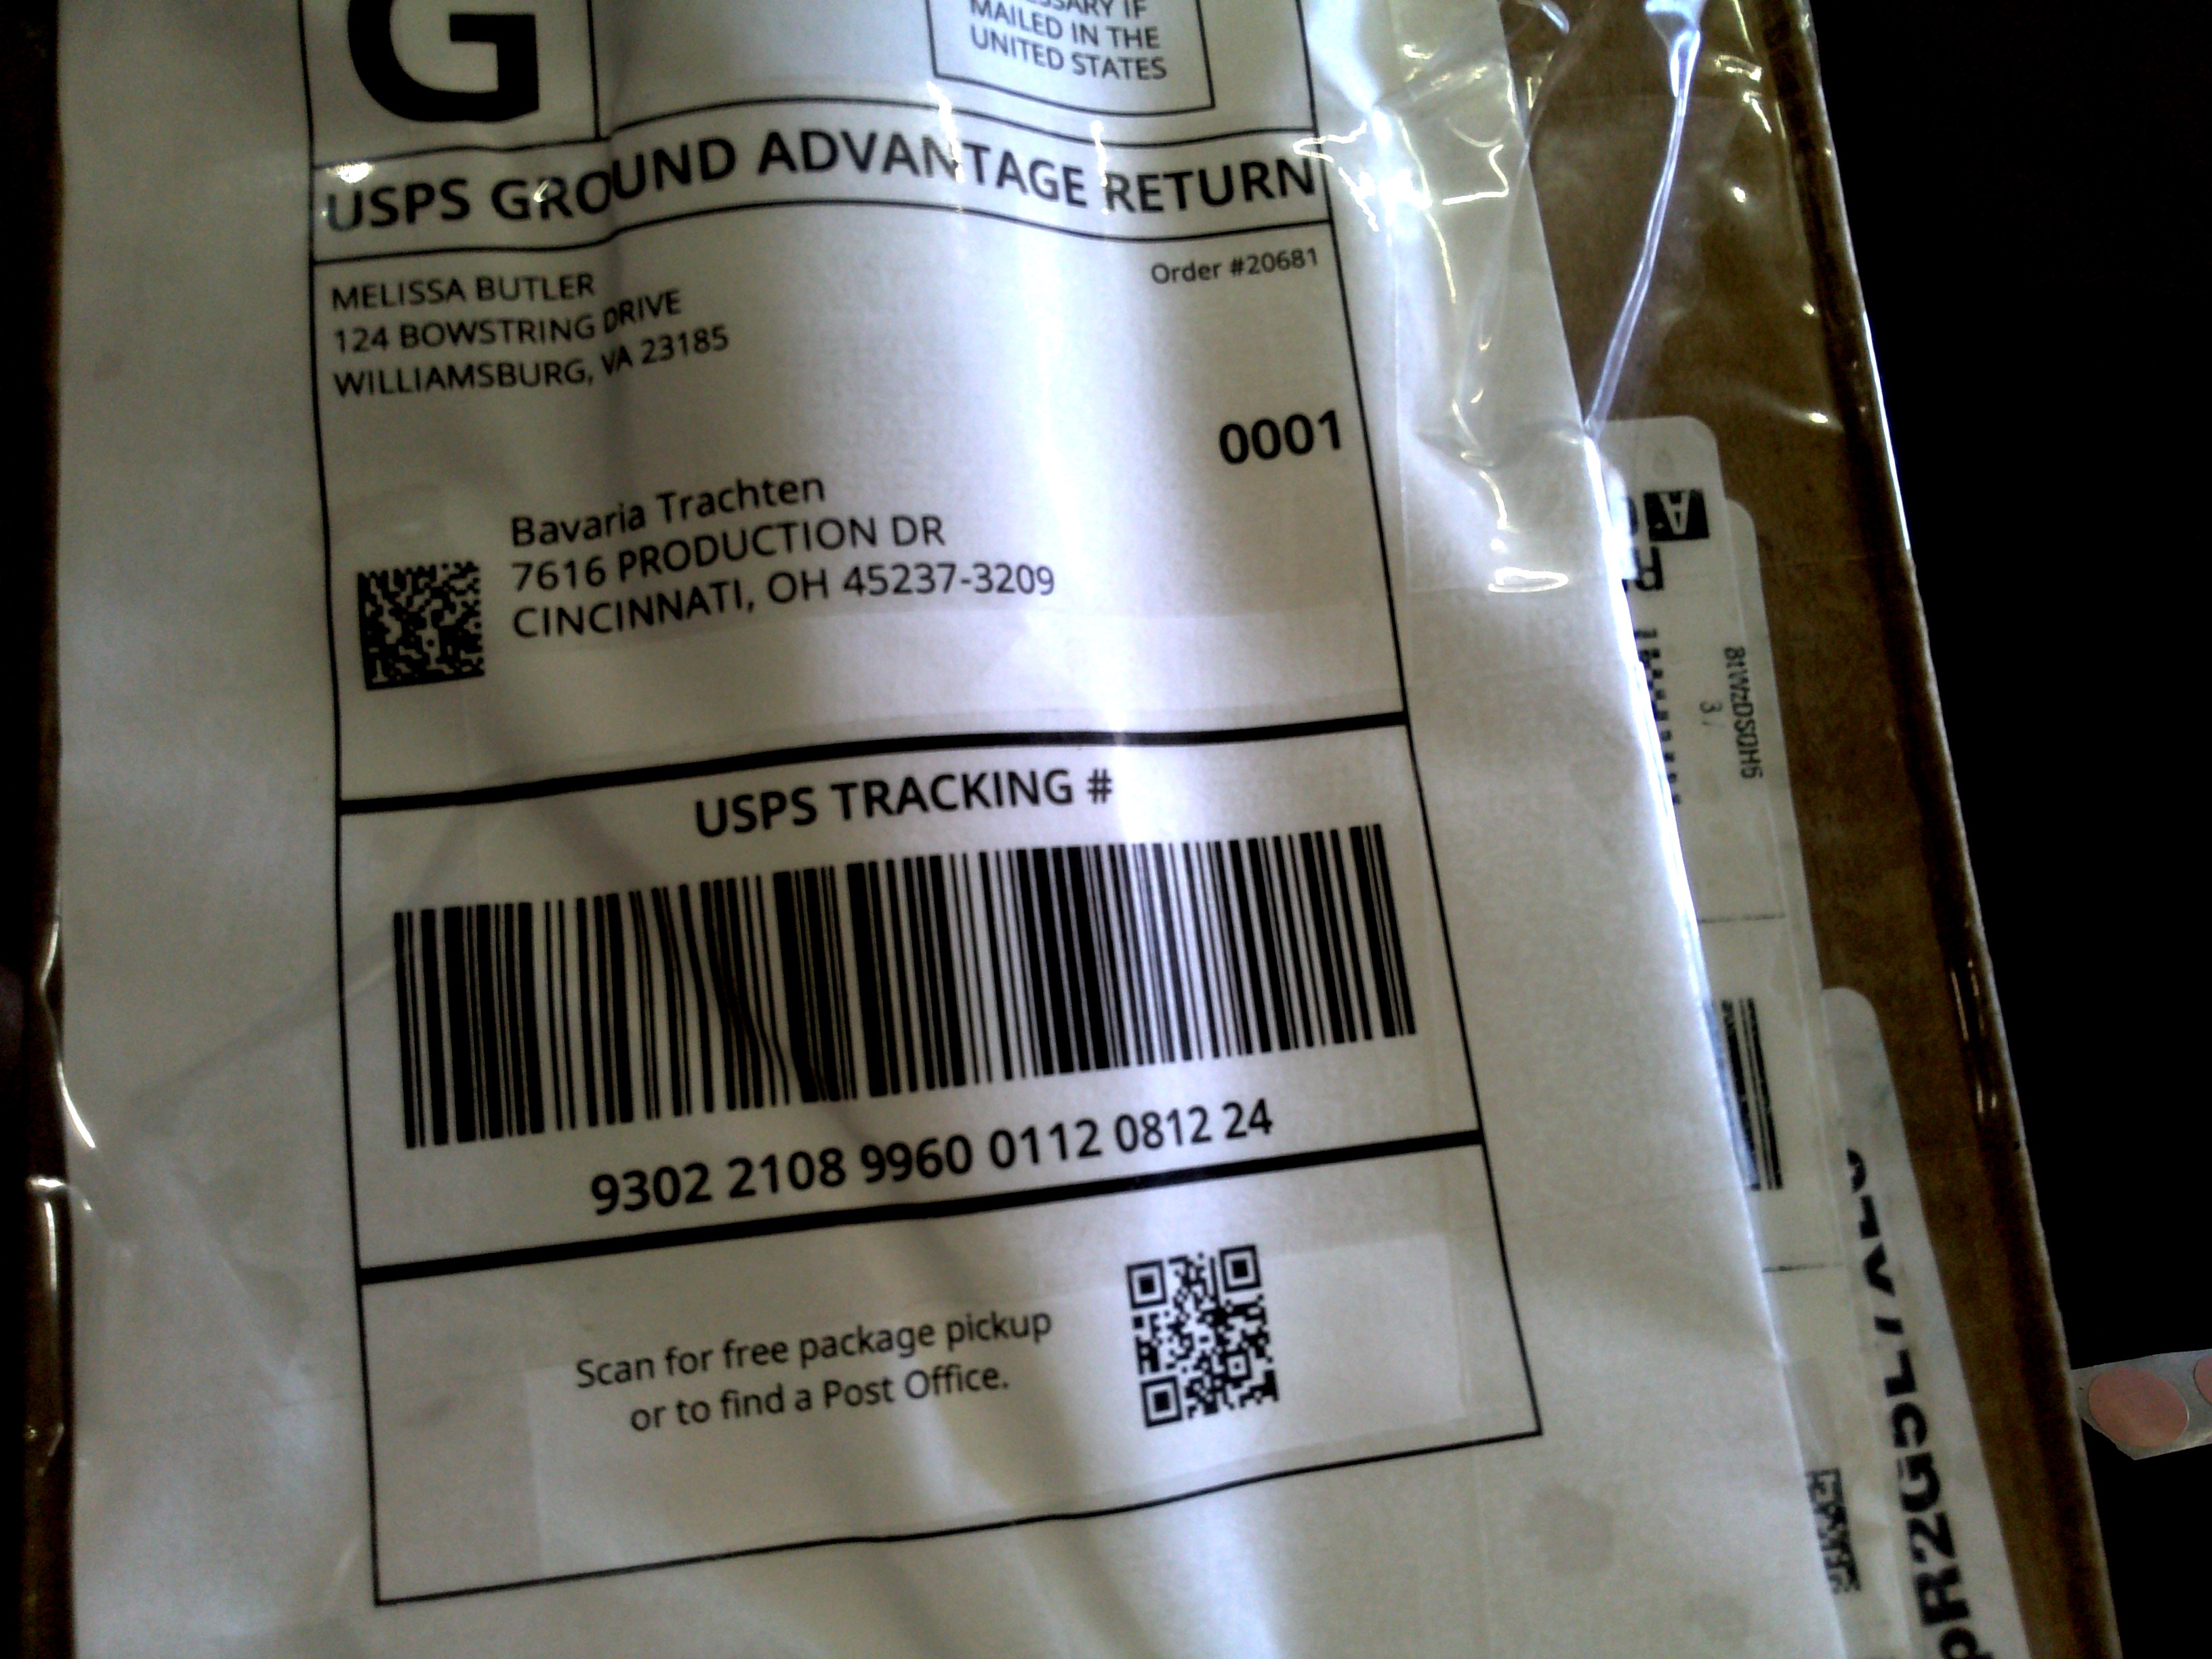 G
MAILED IN THE
UNITED STATES
USPS GROUND ADVANTAGE RETURN
MELISSA BUTLER
124 BOWSTRING DRIVE
WILLIAMSBURG, VA 23185
Order #20681
0001
Bavaria Trachten
7616 PRODUCTION DR
CINCINNATI, OH 45237-3209
USPS TRACKING #
9302 2108 9960 0112 0812 24
Scan for free package pickup
or to find a Post Office.